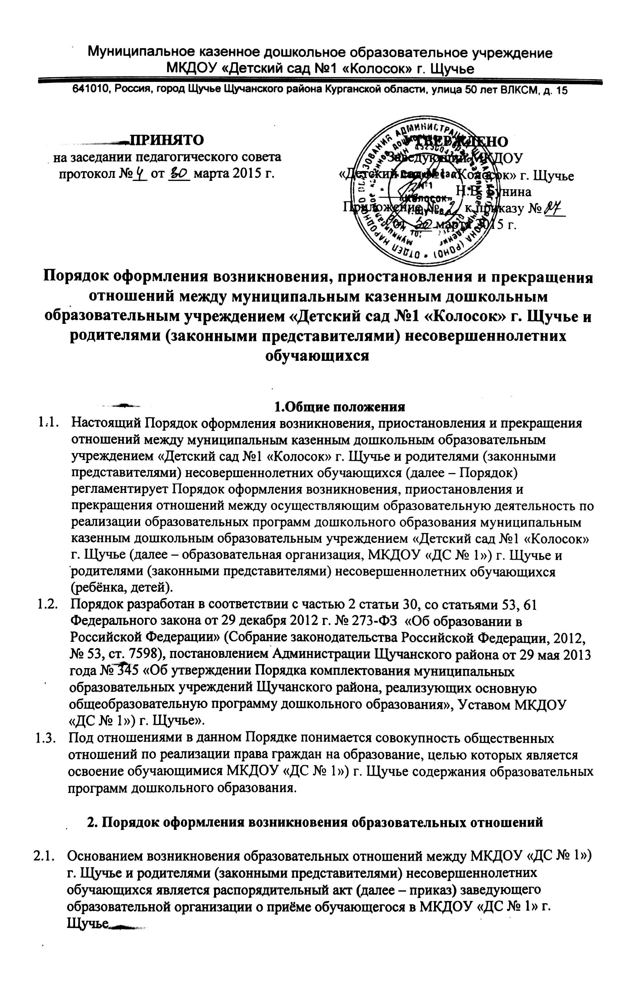 Муниципальное казенное дошкольное образовательное учреждение
МКДОУ «Детский сад №1 «Колосок» г. Щучье
641010, Россия, город Щучье Щучанского района Курганской области, улица 50 лет ВЛКСМ, д. 15
ПРИНЯТО
на заседании педагогического совета
протокол № 4 от 30 марта 2015 г.
УТВЕРЖДЕНО
Заведующий МКДОУ
«Детский сад №1 «Колосок» г. Щучье
Н.В. Бунина
Приложение № к приказу № 27
от 30 марта 2015 г.
Порядок оформления возникновения, приостановления и прекращения
отношений между муниципальным казенным дошкольным
образовательным учреждением «Детский сад №1 «Колосок» г. Щучье и
родителями (законными представителями) несовершеннолетних
обучающихся
1.Общие положения
1.1. Настоящий Порядок оформления возникновения, приостановления и прекращения
отношений между муниципальным казенным дошкольным образовательным
учреждением «Детский сад №1 «Колосок» г. Щучье и родителями (законными
представителями) несовершеннолетних обучающихся (далее – Порядок)
регламентирует Порядок оформления возникновения, приостановления и
прекращения отношений между осуществляющим образовательную деятельность по
реализации образовательных программ дошкольного образования муниципальным
казенным дошкольным образовательным учреждением «Детский сад №1 «Колосок»
г. Щучье (далее – образовательная организация, МКДОУ «ДС № 1») г. Щучье и
родителями (законными представителями) несовершеннолетних обучающихся
(ребёнка, детей).
1.2. Порядок разработан в соответствии с частью 2 статьи 30, со статьями 53, 61
Федерального закона от 29 декабря 2012 г. № 273-ФЗ «Об образовании в
Российской Федерации» (Собрание законодательства Российской Федерации, 2012,
№ 53, ст. 7598), постановлением Администрации Щучанского района от 29 мая 2013
года № 345 «Об утверждении Порядка комплектования муниципальных
образовательных учреждений Щучанского района, реализующих основную
общеобразовательную программу дошкольного образования», Уставом МКДОУ
«ДС № 1») г. Щучье».
1.3. Под отношениями в данном Порядке понимается совокупность общественных
отношений по реализации права граждан на образование, целью которых является
освоение обучающимися МКДОУ «ДС № 1») г. Щучье содержания образовательных
программ дошкольного образования.
2. Порядок оформления возникновения образовательных отношений
2.1. Основанием возникновения образовательных отношений между МКДОУ «ДС № 1»)
г. Щучье и родителями (законными представителями) несовершеннолетних
обучающихся является распорядительный акт (далее – приказ) заведующего
образовательной организации о приёме обучающегося в МКДОУ «ДС № 1» г.
Щучье